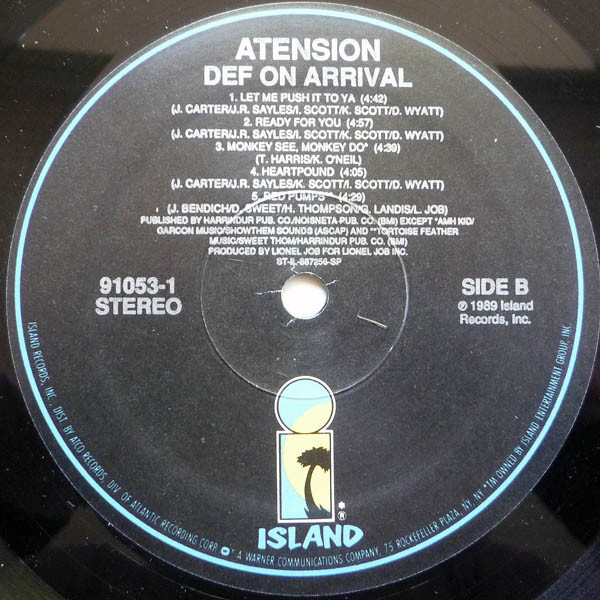 ATENSION
DEF ON ARRIVAL
1. LET ME PUSH IT TO YA (4:42)
(J. CARTER/J.R. SAYLES/I. SCOTT/K. SCOTT/D. WYATT)
2. READY FOR YOU (4:57)
(J. CARTER/J.R. SAYLES/I. SCOTT/K. SCOTT/D. WYATT)
3. MONKEY SEE, MONKEY DO* (4:39)
(T. HARRIS/K. O'NEIL)
4. HEARTPOUND (4:05)
(J. CARTER/J.R. SAYLES/K. SCOTT/I. SCOTT/D. WYATT)
5. RED PUMPS** (4:29)
(J. BENDICH/D. SWEET/H. THOMPSON/G. LANDIS/L. JOB)
PUBLISHED BY HARRINDUR PUB. CO./NOISNETA PUB. CO. (BMI) EXCEPT *AMH KID/
GARCON MUSIC/SHOWTHEM SOUNDS (ASCAP) AND **TORTOISE FEATHER
MUSIC/SWEET THOM/HARRINDUR PUB. CO. (BMI)
PRODUCED BY LIONEL JOB FOR LIONEL JOB INC.
ST-IL-887256-SP
91053-1
STEREO
SIDE B
℗ 1989 Island
Records, Inc.
i
*
®
ISLAND
ISLAND RECORDS, INC., DIST. BY ATCO RECORDS, DIV. OF ATLANTIC RECORDING CORP. • A WARNER COMMUNICATIONS COMPANY, 75 ROCKEFELLER PLAZA, NY, NY *TM OWNED BY ISLAND ENTERTAINMENT GROUP, INC.